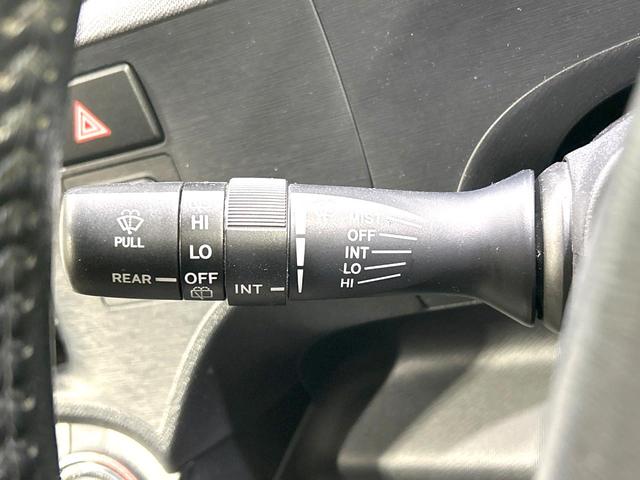 PULL
REAR
HI
LO
OFF
INT
MIST
OFF
INT
LO
HI